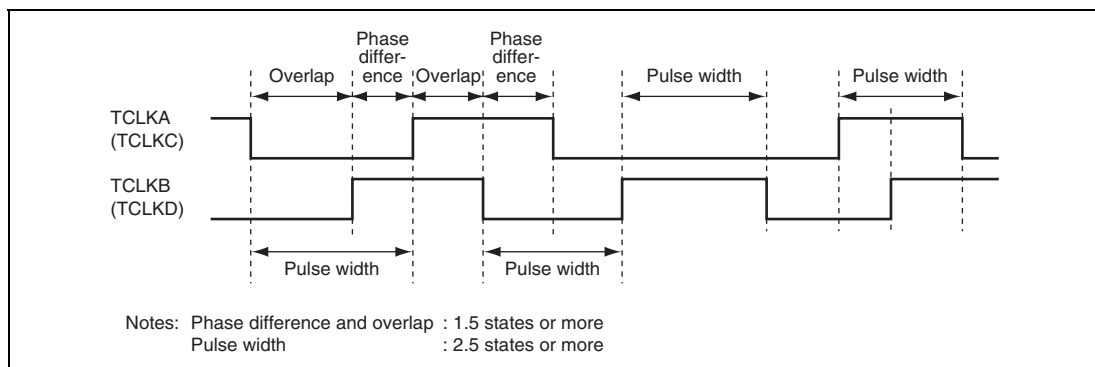 Phase
differ-
ence
Phase
differ-
ence
Overlap
Overlap
Pulse width
Pulse width
TCLKA
(TCLKC)
TCLKB
(TCLKD)
Pulse width
Pulse width
Notes: Phase difference and overlap : 1.5 states or more
Pulse width : 2.5 states or more